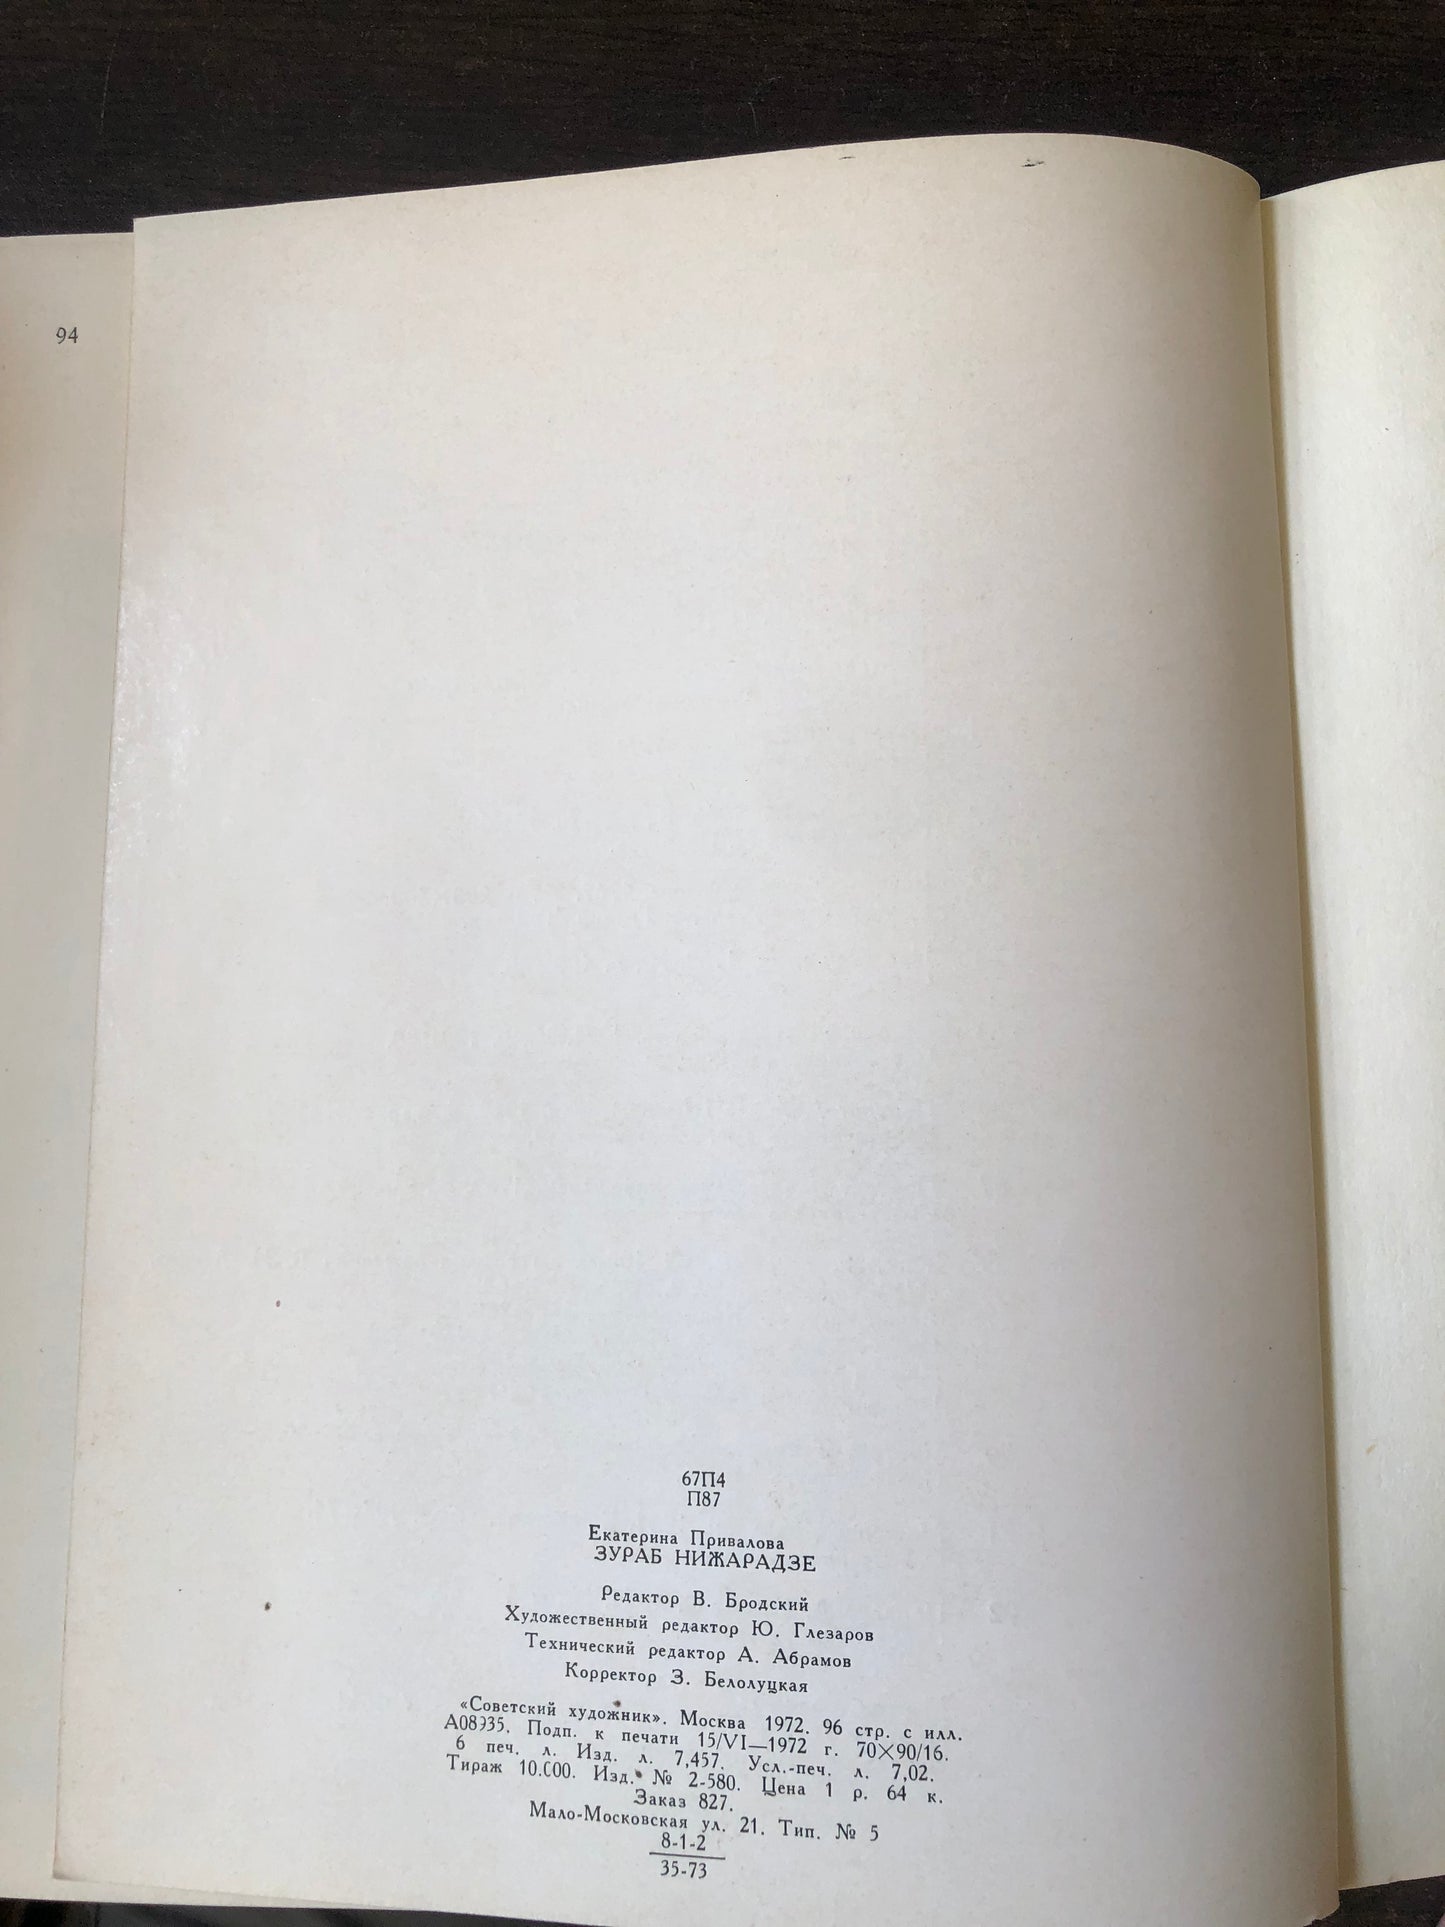 94
67П4
П87
Екатерина Привалова
ЗУРАБ НИЖАРАДЗЕ
Редактор В. Бродский
Художественный редактор Ю. Глезаров
Технический редактор А. Абрамов
Корректор З. Белолуцкая
«Советский художник». Москва 1972. 96 стр. с илл.
А08935. Подп. к печати 15/VI—1972 г. 70×90/16.
6 печ. л. Изд. л. 7,457. Усл.-печ. л. 7,02.
Тираж 10.000. Изд. № 2-580. Цена 1 р. 64 к.
Заказ 827.
Мало-Московская ул. 21. Тип. № 5
8-1-2
35-73